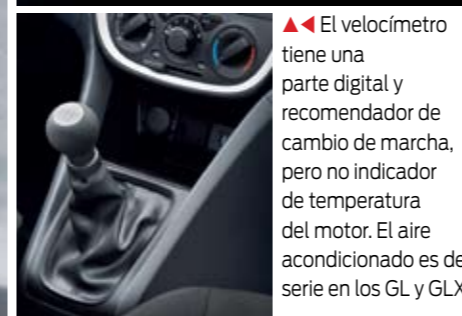 ▲◀ El velocímetro
tiene una
parte digital y
recomendador de
cambio de marcha,
pero no indicador
de temperatura
del motor. El aire
acondicionado es de
serie en los GL y GLX